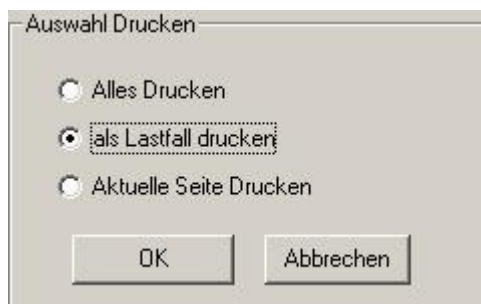 Auswahl Drucken
Alles Drucken
als Lastfall drucken
Aktuelle Seite Drucken
OK
Abbrechen